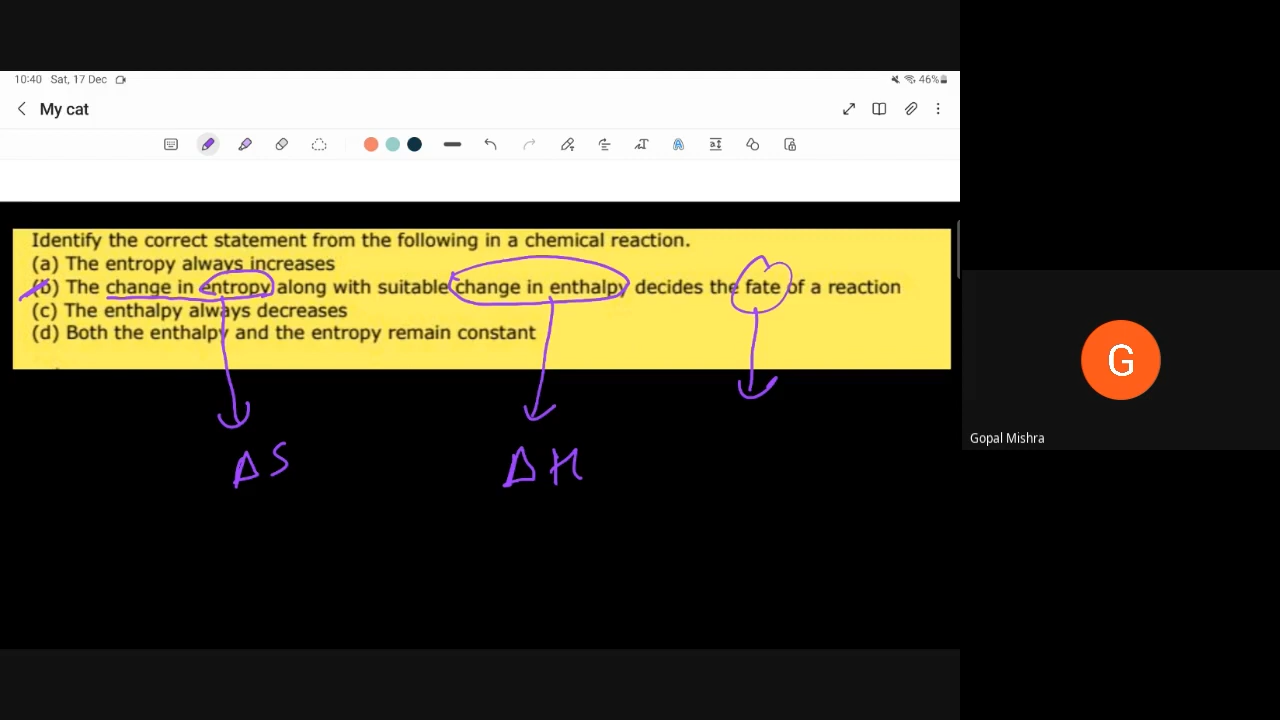 10:40 Sat, 17 Dec 46%
My cat
Identify the correct statement from the following in a chemical reaction.
(a) The entropy always increases
(b) The change in entropy along with suitable change in enthalpy decides the fate of a reaction
(c) The enthalpy always decreases
(d) Both the enthalpy and the entropy remain constant
ΔS ΔH
G
Gopal Mishra